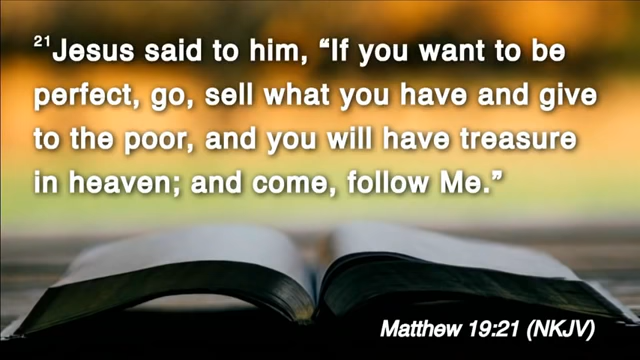 21Jesus said to him, “If you want to be
perfect, go, sell what you have and give
to the poor, and you will have treasure
in heaven; and come, follow Me.”
Matthew 19:21 (NKJV)